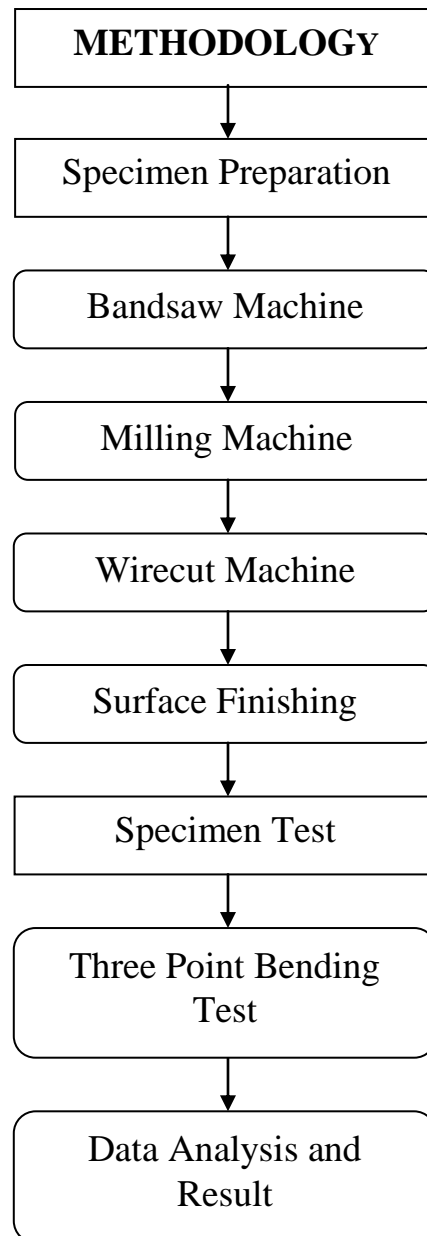 METHODOLOGY
Specimen Preparation
Bandsaw Machine
Milling Machine
Wirecut Machine
Surface Finishing
Specimen Test
Three Point Bending
Test
Data Analysis and
Result